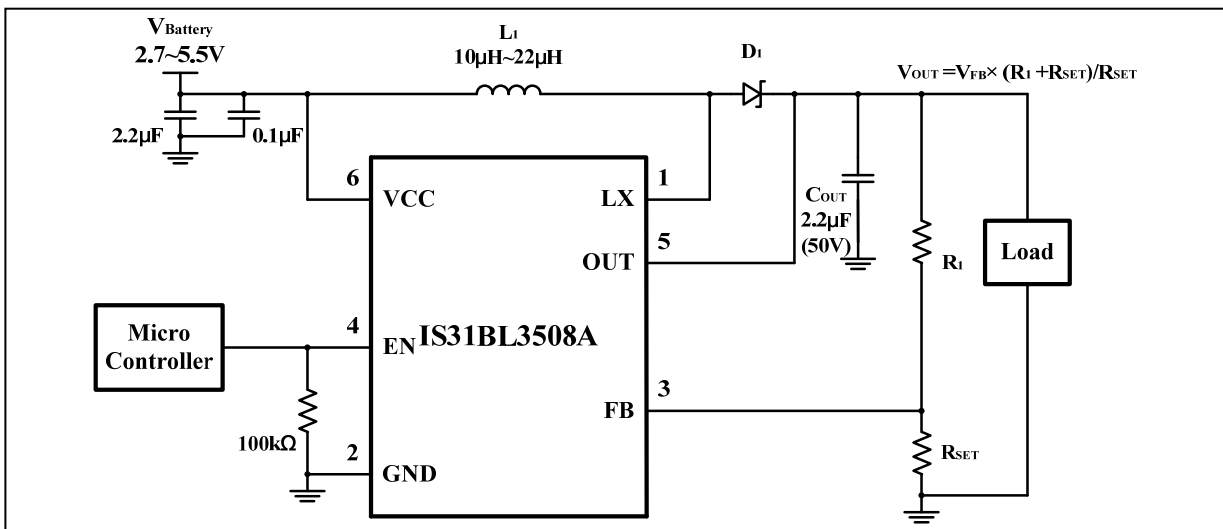 VBattery
2.7~5.5V
L1
10µH~22µH
D1
VOUT =VFB× (R1 +RSET)/RSET
2.2µF
0.1µF
6
VCC
1
LX
COUT
2.2µF
(50V)
5
OUT
R1
Load
Micro
Controller
4
EN
IS31BL3508A
3
FB
100kΩ
2
GND
RSET